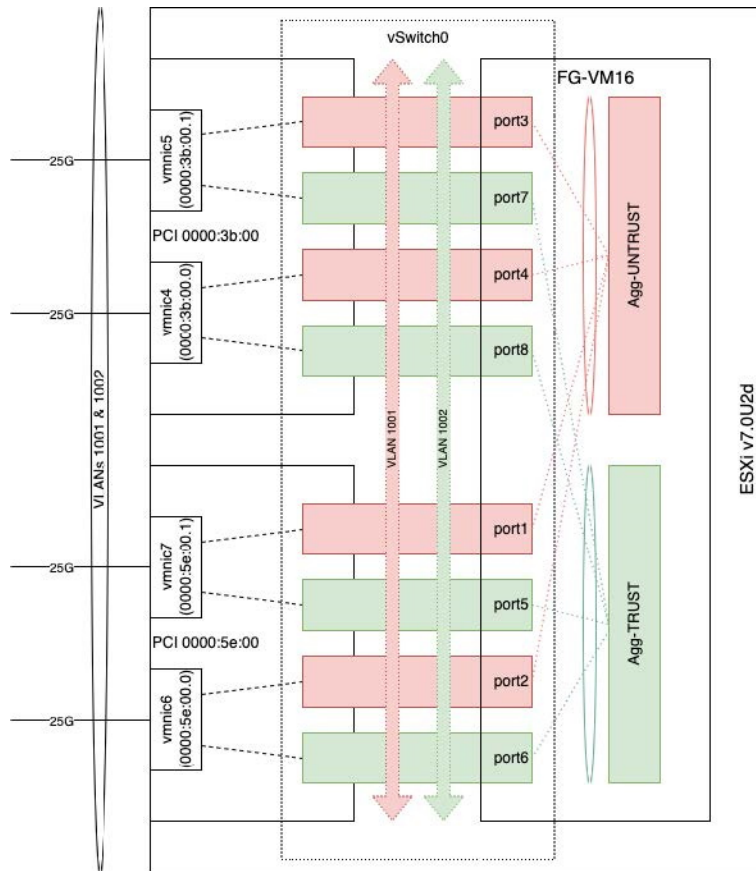 vSwitch0
FG-VM16
port3
vmnic5
(0000:3b:00.1)
25G
port7
PCI 0000:3b:00
port4
vmnic4
(0000:3b:00.0)
25G
port8
Agg-UNTRUST
VLANs 1001 & 1002
VLAN 1001
VLAN 1002
ESXi v7.0U2d
port1
vmnic7
(0000:5e:00.1)
25G
port5
PCI 0000:5e:00
port2
vmnic6
(0000:5e:00.0)
25G
port6
Agg-TRUST